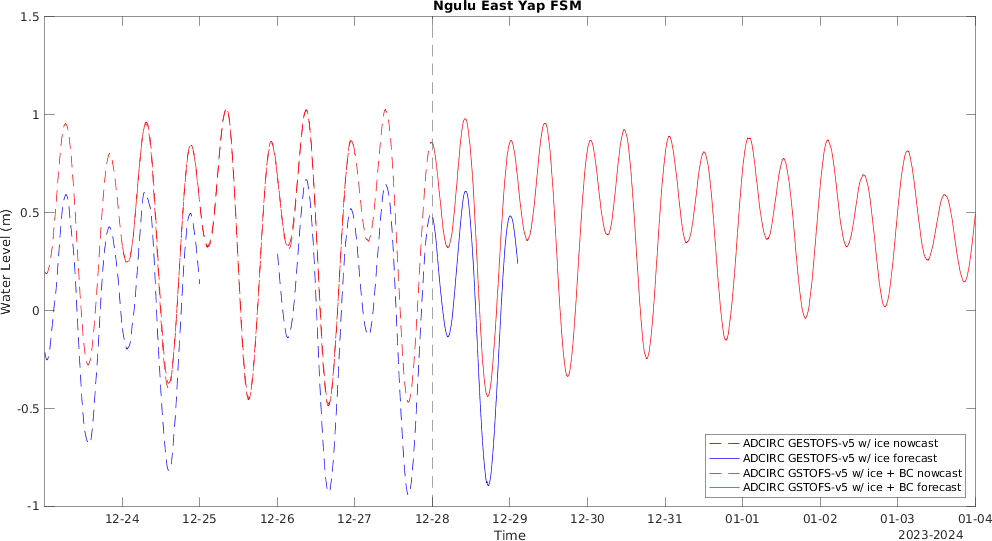 Ngulu East Yap FSM
1.5
1
0.5
0
-0.5
-1
Water Level (m)
12-24 12-25 12-26 12-27 12-28 12-29 12-30 12-31 01-01 01-02 01-03 01-04
Time
2023-2024
ADCIRC GESTOFS-v5 w/ ice nowcast
ADCIRC GESTOFS-v5 w/ ice forecast
ADCIRC GSTOFS-v5 w/ ice + BC nowcast
ADCIRC GSTOFS-v5 w/ ice + BC forecast